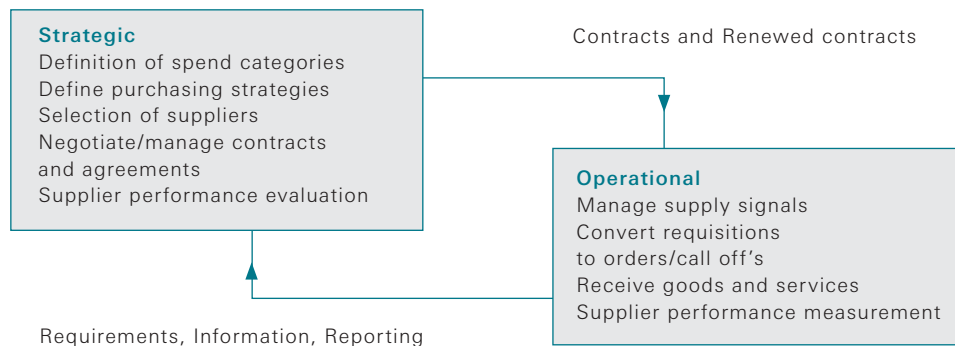 Strategic
Definition of spend categories
Define purchasing strategies
Selection of suppliers
Negotiate/manage contracts
and agreements
Supplier performance evaluation
Contracts and Renewed contracts
Operational
Manage supply signals
Convert requisitions
to orders/call off's
Receive goods and services
Supplier performance measurement
Requirements, Information, Reporting